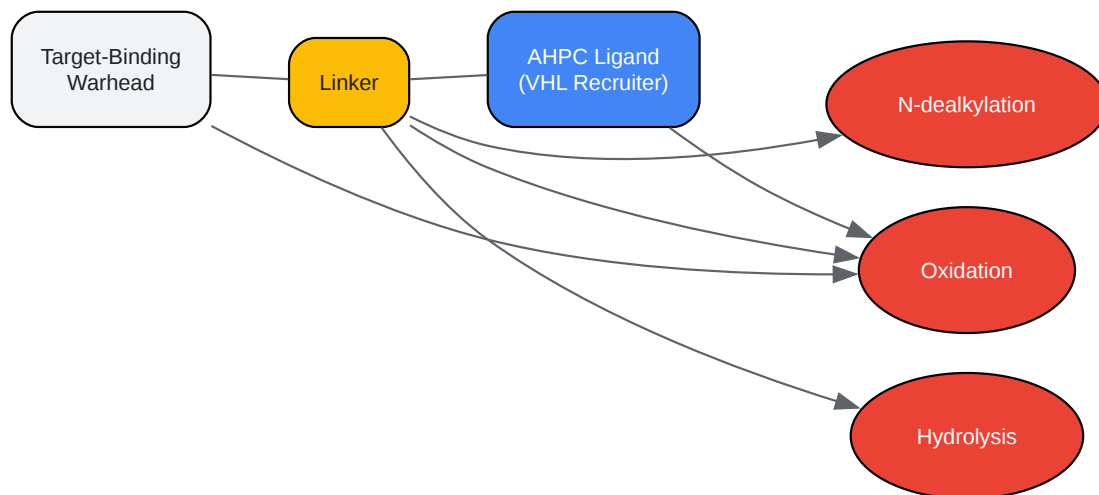 Target-Binding
Warhead
Linker
AHPC Ligand
(VHL Recruiter)
N-dealkylation
Oxidation
Hydrolysis